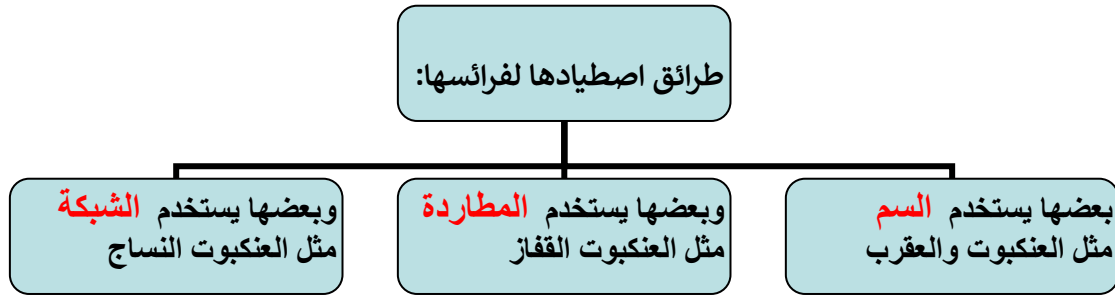 طرائق اصطيادها لفرائسها:
بعضها يستخدم السم
مثل العنكبوت والعقرب
وبعضها يستخدم المطاردة
مثل العنكبوت القفاز
وبعضها يستخدم الشبكة
مثل العنكبوت النساج